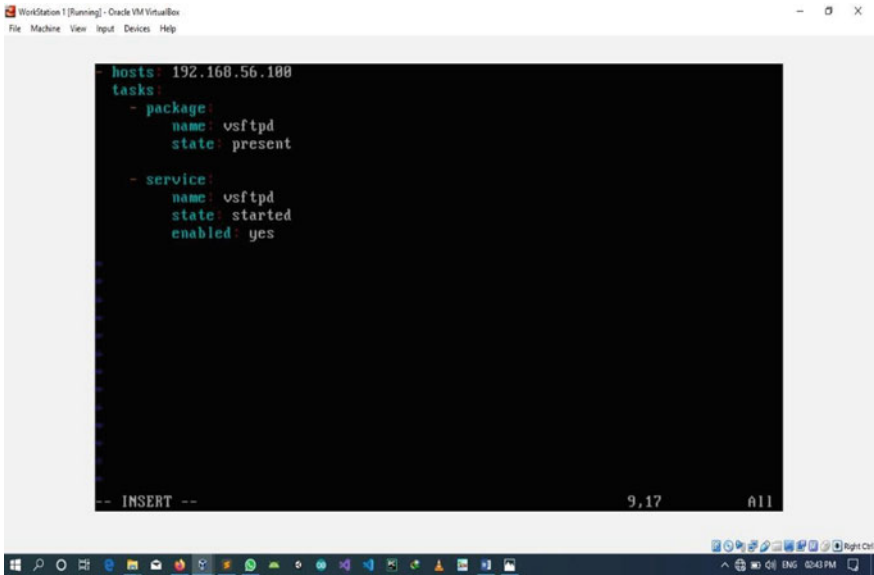 WorkStation 1 [Running] - Oracle VM VirtualBox
File Machine View Input Devices Help
- hosts: 192.168.56.100
  tasks:
    - package:
         name: vsftpd
         state: present
    - service:
         name: vsftpd
         state: started
         enabled: yes
~
~
~
~
~
~
~
~
~
~
~
~
~
-- INSERT -- 9,17 All
Right Ctrl
ENG 02:43 PM